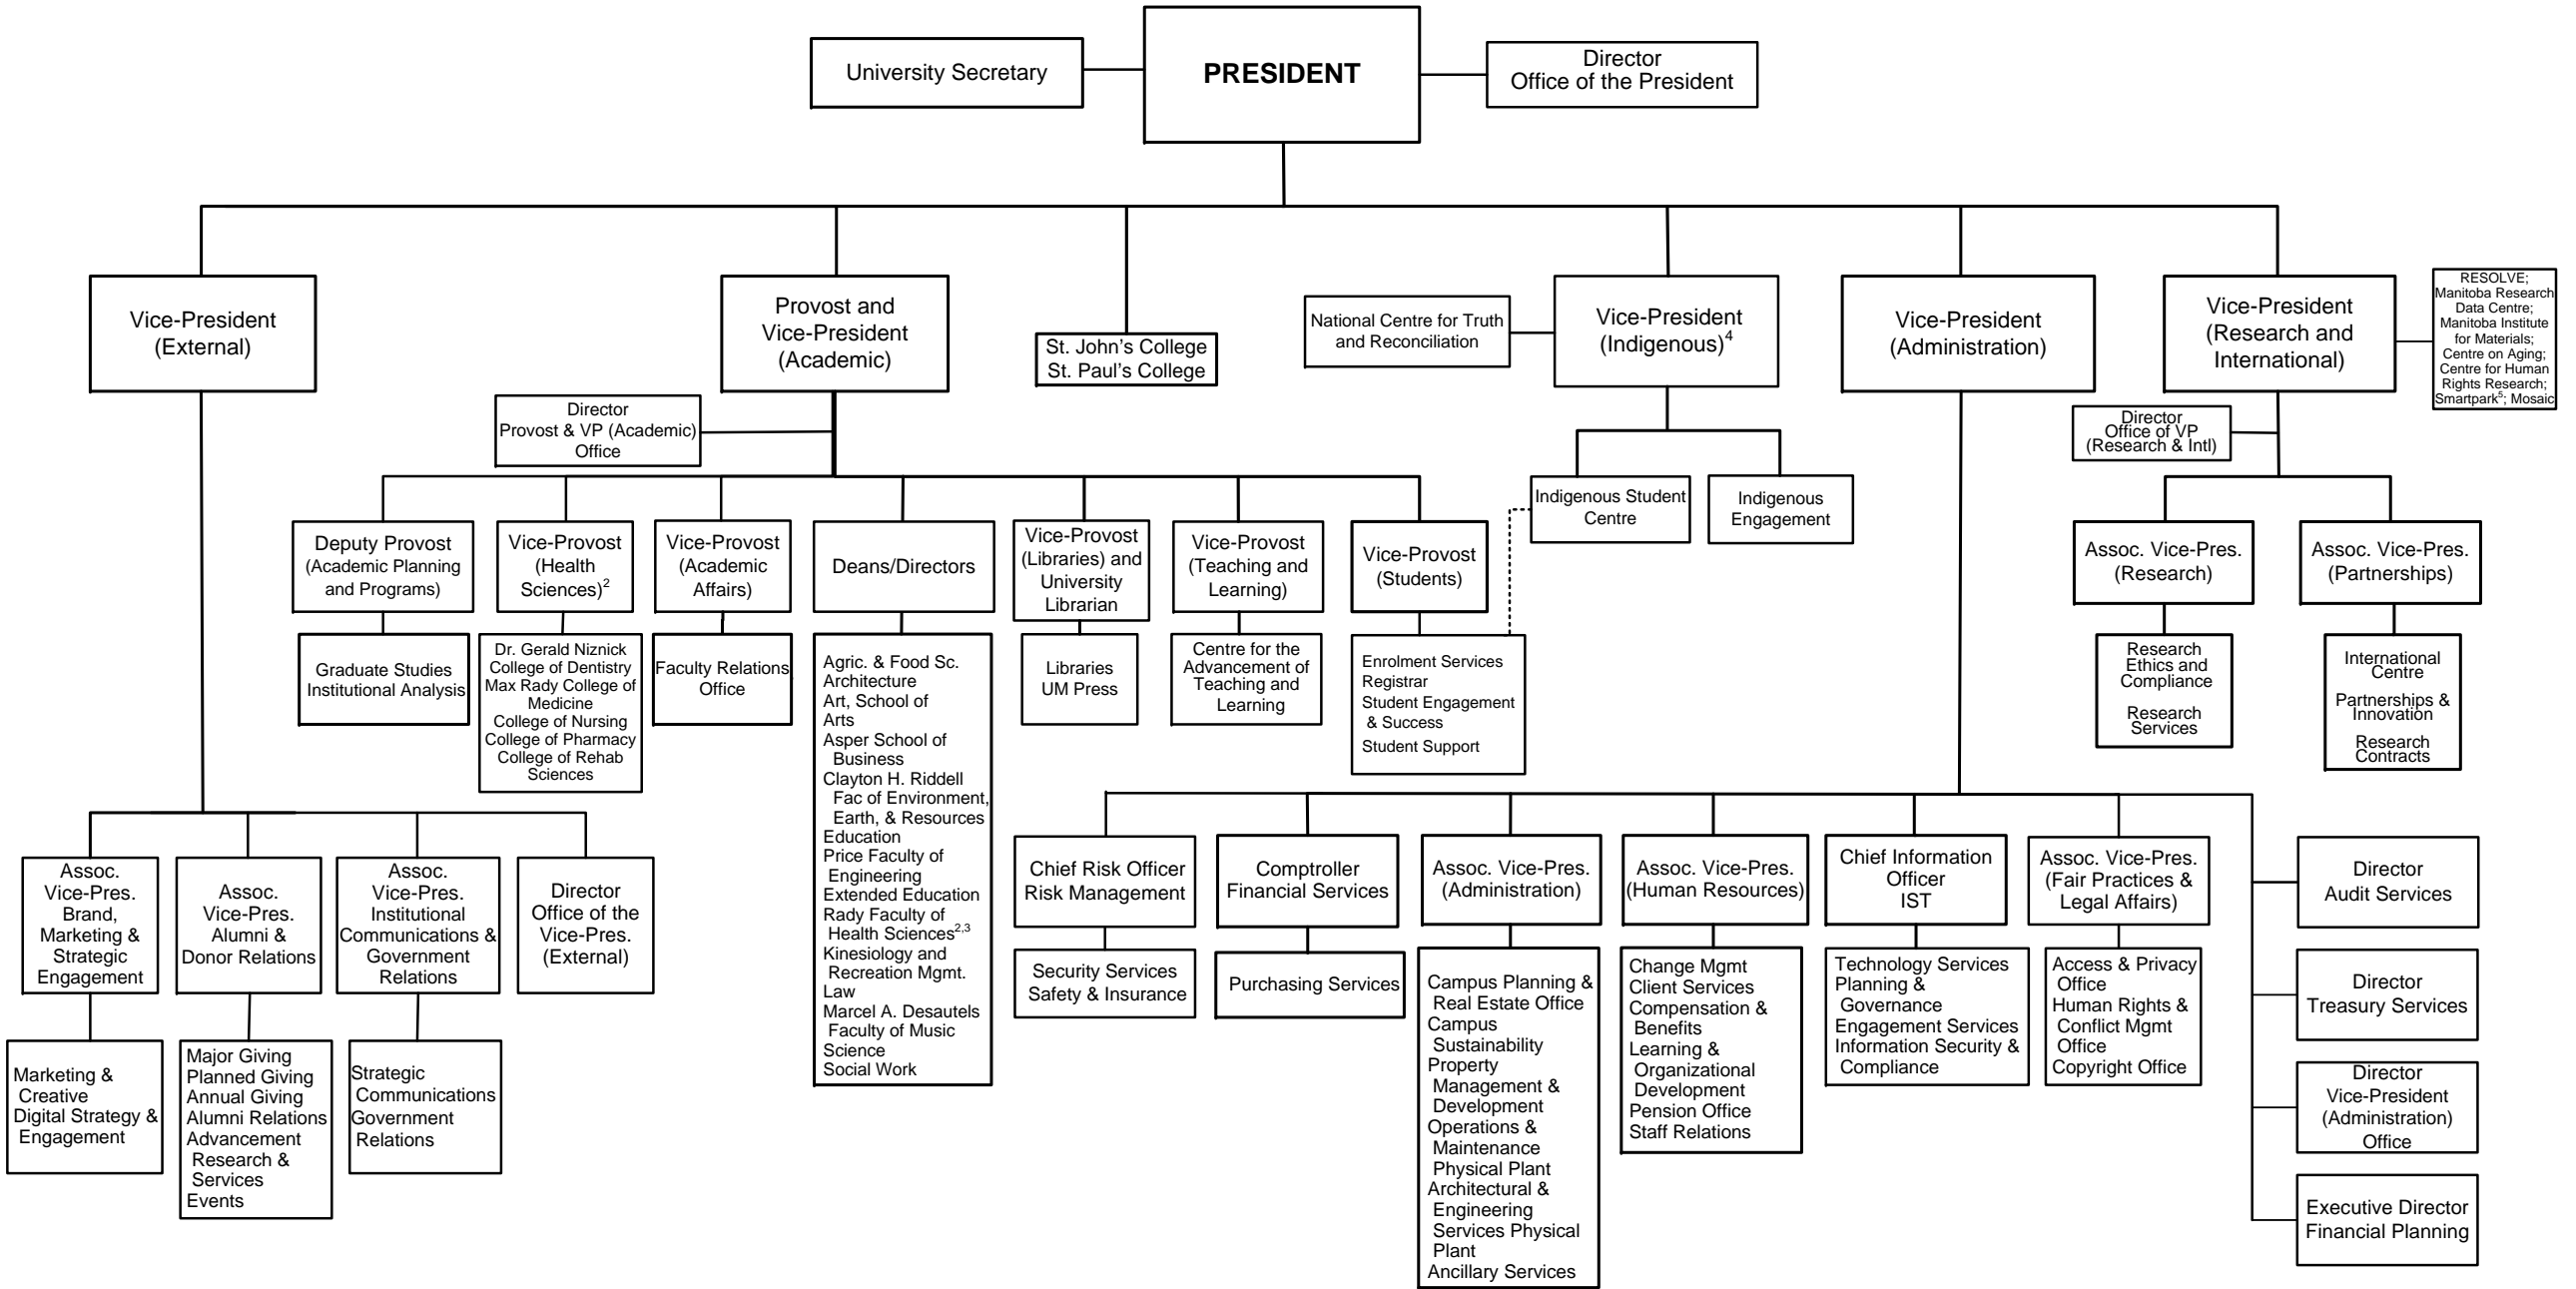 University Secretary
PRESIDENT
Director
Office of the President
Vice-President
(External)
Provost and
Vice-President
(Academic)
St. John’s College
St. Paul’s College
National Centre for Truth
and Reconciliation
Vice-President
(Indigenous)4
Vice-President
(Administration)
Vice-President
(Research and
International)
RESOLVE;
Manitoba Research
Data Centre;
Manitoba Institute
for Materials;
Centre on Aging;
Centre for Human
Rights Research;
Smartpark5; Mosaic
Director
Provost & VP (Academic)
Office
Director
Office of VP
(Research & Intl)
Indigenous Student
Centre
Indigenous
Engagement
Deputy Provost
(Academic Planning
and Programs)
Vice-Provost
(Health
Sciences)2
Vice-Provost
(Academic
Affairs)
Deans/Directors
Vice-Provost
(Libraries) and
University
Librarian
Vice-Provost
(Teaching and
Learning)
Vice-Provost
(Students)
Assoc. Vice-Pres.
(Research)
Assoc. Vice-Pres.
(Partnerships)
Graduate Studies
Institutional Analysis
Dr. Gerald Niznick
College of Dentistry
Max Rady College of
Medicine
College of Nursing
College of Pharmacy
College of Rehab
Sciences
Faculty Relations
Office
Agric. & Food Sc.
Architecture
Art, School of
Arts
Asper School of
Business
Clayton H. Riddell
Fac of Environment,
Earth, & Resources
Education
Price Faculty of
Engineering
Extended Education
Rady Faculty of
Health Sciences2,3
Kinesiology and
Recreation Mgmt.
Law
Marcel A. Desautels
Faculty of Music
Science
Social Work
Libraries
UM Press
Centre for the
Advancement of
Teaching and
Learning
Enrolment Services
Registrar
Student Engagement
& Success
Student Support
Research
Ethics and
Compliance
Research
Services
International
Centre
Partnerships &
Innovation
Research
Contracts
Assoc.
Vice-Pres.
Brand,
Marketing &
Strategic
Engagement
Assoc.
Vice-Pres.
Alumni &
Donor Relations
Assoc.
Vice-Pres.
Institutional
Communications &
Government
Relations
Director
Office of the
Vice-Pres.
(External)
Chief Risk Officer
Risk Management
Comptroller
Financial Services
Assoc. Vice-Pres.
(Administration)
Assoc. Vice-Pres.
(Human Resources)
Chief Information
Officer
IST
Assoc. Vice-Pres.
(Fair Practices &
Legal Affairs)
Director
Audit Services
Marketing &
Creative
Digital Strategy &
Engagement
Major Giving
Planned Giving
Annual Giving
Alumni Relations
Advancement
Research &
Services
Events
Strategic
Communications
Government
Relations
Security Services
Safety & Insurance
Purchasing Services
Campus Planning &
Real Estate Office
Campus
Sustainability
Property
Management &
Development
Operations &
Maintenance
Physical Plant
Architectural &
Engineering
Services Physical
Plant
Ancillary Services
Change Mgmt
Client Services
Compensation &
Benefits
Learning &
Organizational
Development
Pension Office
Staff Relations
Technology Services
Planning &
Governance
Engagement Services
Information Security &
Compliance
Access & Privacy
Office
Human Rights &
Conflict Mgmt
Office
Copyright Office
Director
Treasury Services
Director
Vice-President
(Administration)
Office
Executive Director
Financial Planning